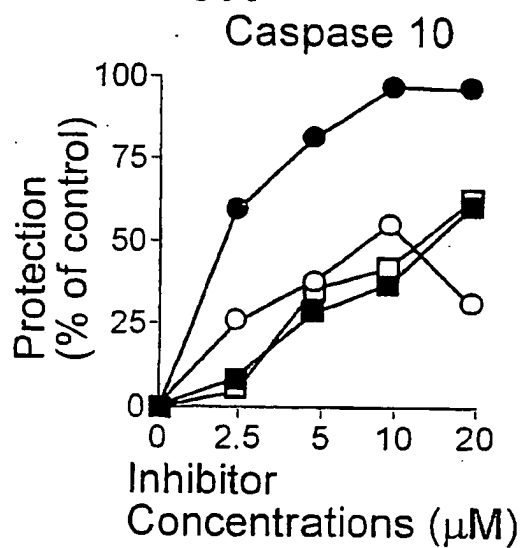 Caspase 10
100
75
50
25
0
Protection
(% of control)
0 2.5 5 10 20
Inhibitor
Concentrations (μM)